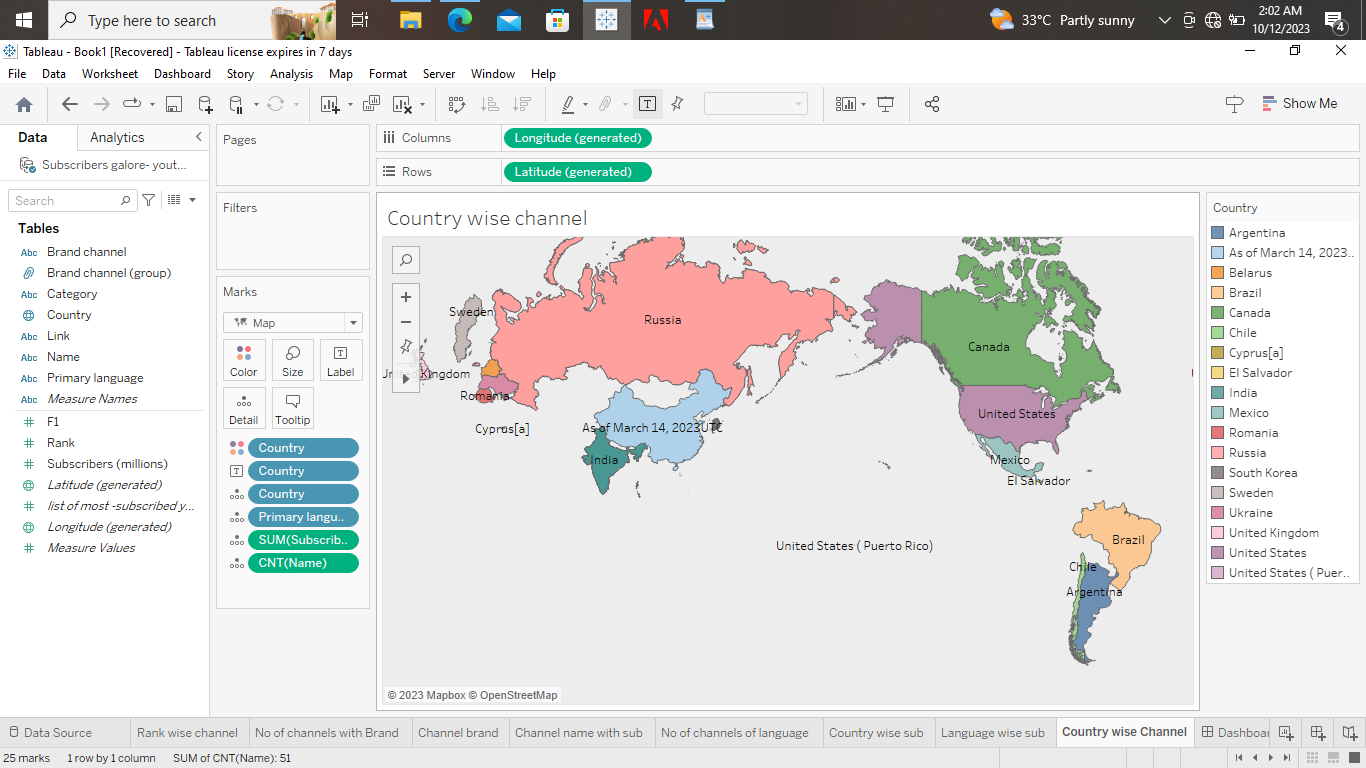 Type here to search
33°C Partly sunny
2:02 AM
10/12/2023
4
Tableau - Book1 [Recovered] - Tableau license expires in 7 days
File Data Worksheet Dashboard Story Analysis Map Format Server Window Help
Show Me
Data Analytics
Subscribers galore- yout...
Search
Tables
Abc Brand channel
Brand channel (group)
Abc Category
Country
Abc Link
Abc Name
Abc Primary language
Abc Measure Names
F1
Rank
Subscribers (millions)
Latitude (generated)
list of most -subscribed y...
Longitude (generated)
Measure Values
Pages
Filters
Marks
Map
Color Size Label
Detail Tooltip
Country
Country
Country
Primary langu..
SUM(Subscrib..
CNT(Name)
Columns Longitude (generated)
Rows Latitude (generated)
Country wise channel
Sweden
Russia
Canada
United Kingdom
Romania
United States
Cyprus[a]
As of March 14, 2023UTC
India
Mexico
El Salvador
United States ( Puerto Rico)
Brazil
Chile
Argentina
© 2023 Mapbox © OpenStreetMap
Country
Argentina
As of March 14, 2023..
Belarus
Brazil
Canada
Chile
Cyprus[a]
El Salvador
India
Mexico
Romania
Russia
South Korea
Sweden
Ukraine
United Kingdom
United States
United States ( Puer..
Data Source Rank wise channel No of channels with Brand Channel brand Channel name with sub No of channels of language Country wise sub Language wise sub Country wise Channel Dashboar
25 marks 1 row by 1 column SUM of CNT(Name): 51